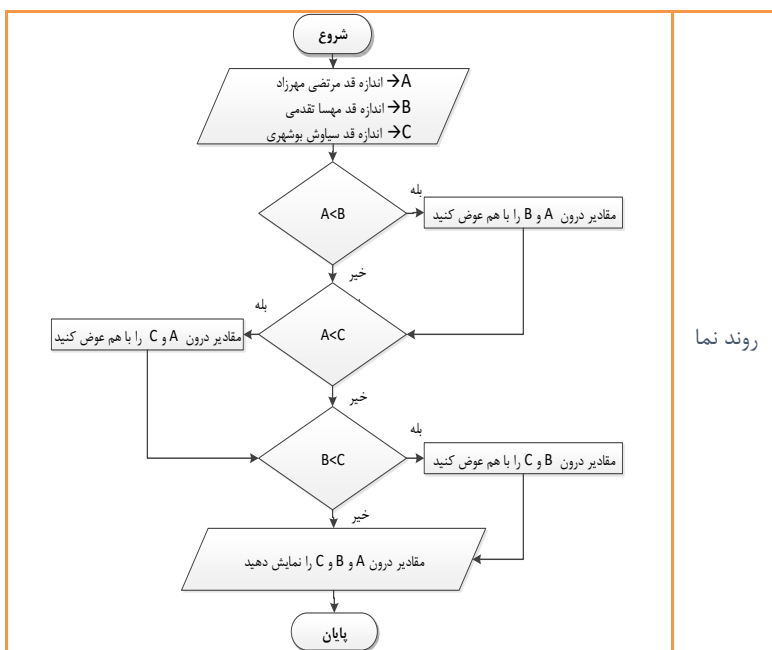 شروع
A→ اندازه قد مرتضی مهرزاد
B→ اندازه قد مهسا تقدمی
C→ اندازه قد سیاوش بوشهری
A<B
بله
مقادیر درون A و B را با هم عوض کنید
خیر
A<C
بله
مقادیر درون A و C را با هم عوض کنید
روند نما
خیر
B<C
بله
مقادیر درون B و C را با هم عوض کنید
خیر
مقادیر درون A و B و C را نمایش دهید
پایان